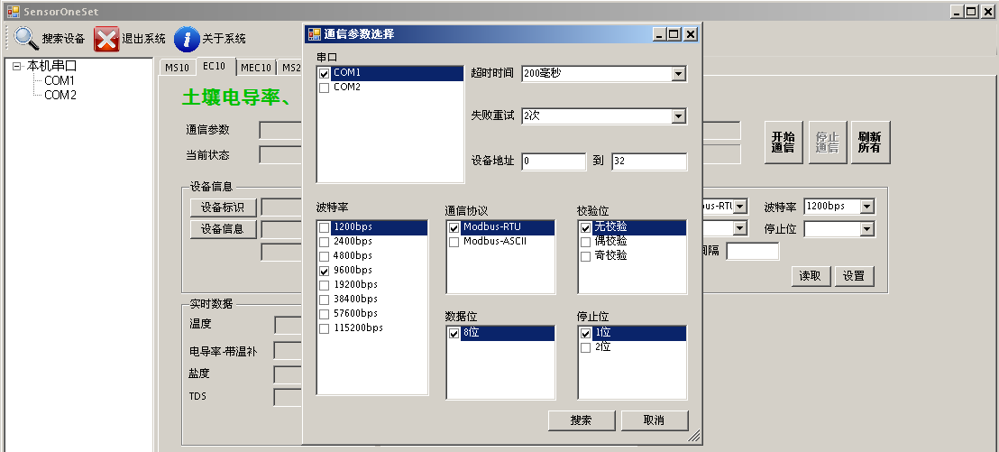 SensorOneSet
搜索设备
退出系统
关于系统
本机串口
COM1
COM2
MS10
EC10
MEC10
MS2
土壤电导率、
通信参数
当前状态
开始通信
停止通信
刷新所有
设备信息
设备标识
设备信息
波特率
1200bps
停止位
间隔
读取
设置
实时数据
温度
电导率-带温补
盐度
TDS
通信参数选择
串口
COM1
COM2
超时时间
200毫秒
失败重试
2次
设备地址
0
到
32
波特率
1200bps
2400bps
4800bps
9600bps
19200bps
38400bps
57600bps
115200bps
通信协议
Modbus-RTU
Modbus-ASCII
校验位
无校验
偶校验
奇校验
数据位
8位
停止位
1位
2位
搜索
取消